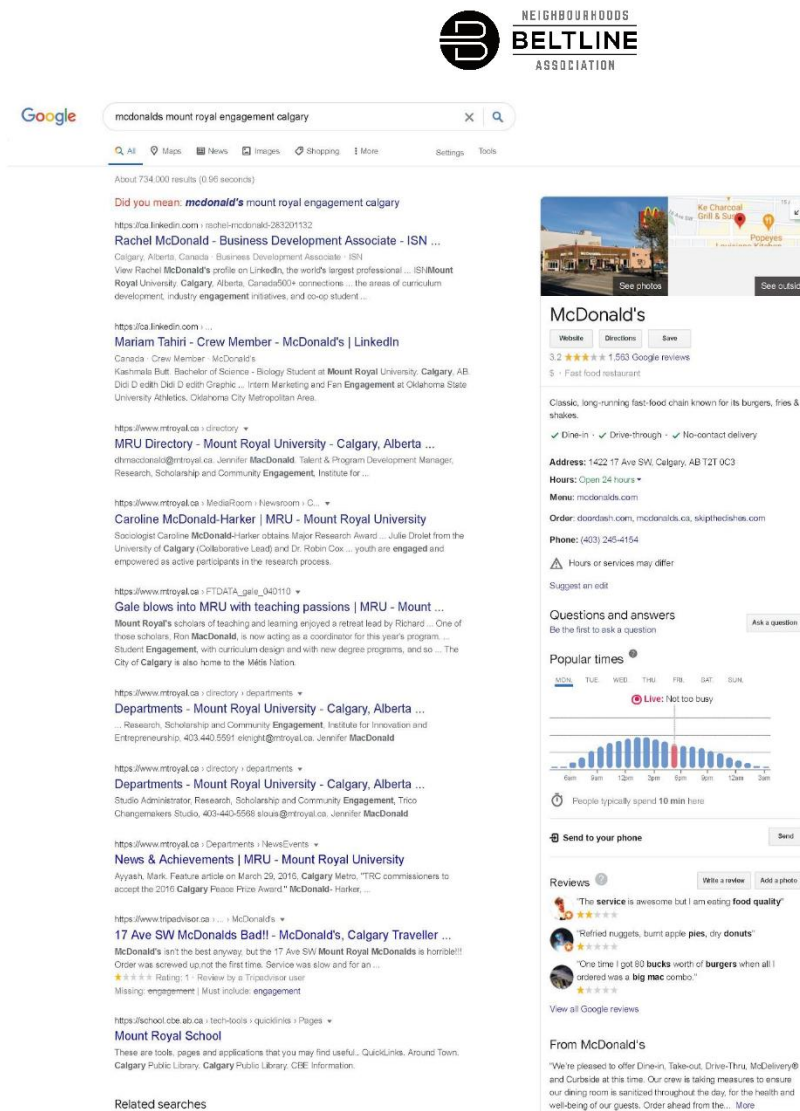 NEIGHBOURHOODS
BELTLINE
ASSOCIATION
Google
mcdonalds mount royal engagement calgary
All Maps News Images Shopping More Settings Tools
About 734,000 results (0.96 seconds)
Did you mean: mcdonald's mount royal engagement calgary
https://ca.linkedin.com › rachel-mcdonald-283201132
Rachel McDonald - Business Development Associate - ISN ...
Calgary, Alberta, Canada · Business Development Associate · ISN
View Rachel McDonald's profile on LinkedIn, the world's largest professional ... ISNMount
Royal University. Calgary, Alberta, Canada500+ connections ... the areas of curriculum
development, industry engagement initiatives, and co-op student ...
https://ca.linkedin.com › ...
Mariam Tahiri - Crew Member - McDonald's | LinkedIn
Canada · Crew Member · McDonald's
Kashmala Butt. Bachelor of Science - Biology Student at Mount Royal University. Calgary, AB.
Didi D edith Didi D edith Graphic ... Intern Marketing and Fan Engagement at Oklahoma State
University Athletics. Oklahoma City Metropolitan Area.
https://www.mtroyal.ca › directory
MRU Directory - Mount Royal University - Calgary, Alberta ...
dhmacdonald@mtroyal.ca. Jennifer MacDonald. Talent & Program Development Manager,
Research, Scholarship and Community Engagement, Institute for ...
https://www.mtroyal.ca › MediaRoom › Newsroom › C...
Caroline McDonald-Harker | MRU - Mount Royal University
Sociologist Caroline McDonald-Harker obtains Major Research Award ... Julie Drolet from the
University of Calgary (Collaborative Lead) and Dr. Robin Cox ... youth are engaged and
empowered as active participants in the research process.
https://www.mtroyal.ca › FTDATA_gale_040110
Gale blows into MRU with teaching passions | MRU - Mount ...
Mount Royal's scholars of teaching and learning enjoyed a retreat lead by Richard ... One of
those scholars, Ron MacDonald, is now acting as a coordinator for this year's program. ...
Student Engagement, with curriculum design and with new degree programs, and so ... The
City of Calgary is also home to the Métis Nation.
https://www.mtroyal.ca › directory › departments
Departments - Mount Royal University - Calgary, Alberta ...
... Research, Scholarship and Community Engagement, Institute for Innovation and
Entrepreneurship, 403.440.5591 eknight@mtroyal.ca. Jennifer MacDonald
https://www.mtroyal.ca › directory › departments
Departments - Mount Royal University - Calgary, Alberta ...
Studio Administrator, Research, Scholarship and Community Engagement, Trico
Changemakers Studio, 403-440-5568 slouis@mtroyal.ca. Jennifer MacDonald
https://www.mtroyal.ca › Departments › NewsEvents
News & Achievements | MRU - Mount Royal University
Ayyash, Mark. Feature article on March 29, 2016, Calgary Metro, "TRC commissioners to
accept the 2016 Calgary Peace Prize Award." McDonald- Harker, ...
https://www.tripadvisor.ca › ... › McDonald's
17 Ave SW McDonalds Bad!! - McDonald's, Calgary Traveller ...
McDonald's isn't the best anyway, but the 17 Ave SW Mount Royal McDonalds is horrible!!!
Order was screwed up,not the first time. Service was slow and for an ...
Rating: 1 · Review by a Tripadvisor user
Missing: engagement | Must include: engagement
https://school.cbe.ab.ca › tech-tools › quicklinks › Pages
Mount Royal School
These are tools, pages and applications that you may find useful... QuickLinks. Around Town.
Calgary Public Library. Calgary Public Library. CBE Information.
Related searches
Ke Charcoal
Grill & Sus
Popeyes
See photos
See outsid
McDonald's
Website Directions Save
3.2 1,563 Google reviews
$ · Fast food restaurant
Classic, long-running fast-food chain known for its burgers, fries &
shakes.
Dine-in · Drive-through · No-contact delivery
Address: 1422 17 Ave SW, Calgary, AB T2T 0C3
Hours: Open 24 hours
Menu: mcdonalds.com
Order: doordash.com, mcdonalds.ca, skipthedishes.com
Phone: (403) 245-4154
Hours or services may differ
Suggest an edit
Questions and answers
Be the first to ask a question
Ask a question
Popular times
MON. TUE. WED. THU. FRI. SAT. SUN.
Live: Not too busy
6am 9am 12pm 3pm 6pm 9pm 12am 3am
People typically spend 10 min here
Send to your phone
Send
Reviews
Write a review Add a photo
"The service is awesome but I am eating food quality"
"Refried nuggets, burnt apple pies, dry donuts"
"One time I got 80 bucks worth of burgers when all I
ordered was a big mac combo."
View all Google reviews
From McDonald's
"We're pleased to offer Dine-in, Take-out, Drive-Thru, McDelivery®
and Curbside at this time. Our crew is taking measures to ensure
our dining room is sanitized throughout the day, for the health and
well-being of our guests. Order ahead from the... More